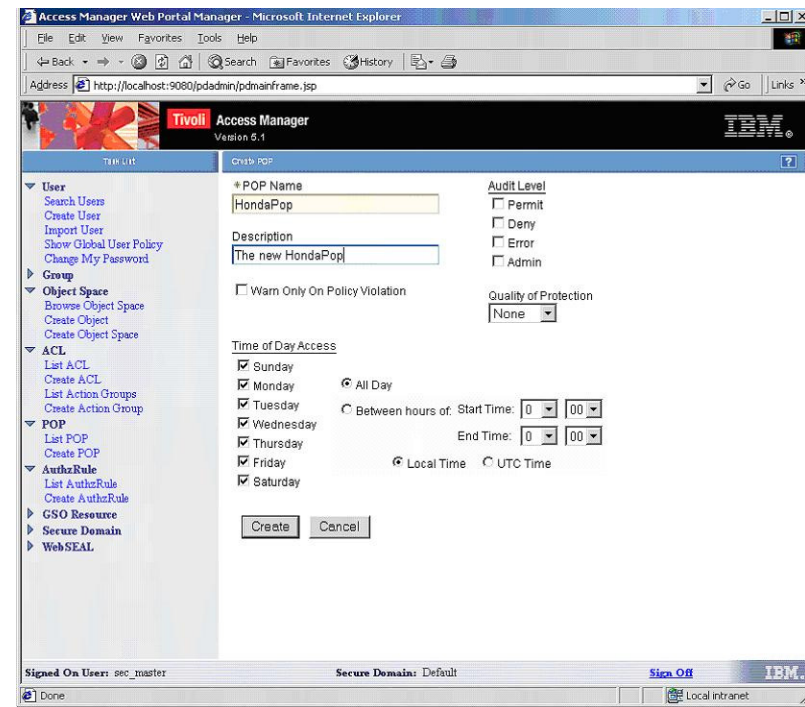 Access Manager Web Portal Manager - Microsoft Internet Explorer
File Edit View Favorites Tools Help
Back Search Favorites History
Address http://localhost:9080/pdadmin/pdmainframe.jsp Go Links »
Tivoli Access Manager
Version 5.1
IBM.
Task List
Create POP ?
User
Search Users
Create User
Import User
Show Global User Policy
Change My Password
Group
Object Space
Browse Object Space
Create Object
Create Object Space
ACL
List ACL
Create ACL
List Action Groups
Create Action Group
POP
List POP
Create POP
AuthzRule
List AuthzRule
Create AuthzRule
GSO Resource
Secure Domain
WebSEAL
*POP Name
HondaPop
Description
The new HondaPop
Warn Only On Policy Violation
Audit Level
Permit
Deny
Error
Admin
Quality of Protection
None
Time of Day Access
Sunday
Monday
Tuesday
Wednesday
Thursday
Friday
Saturday
All Day
Between hours of: Start Time: 0 00
End Time: 0 00
Local Time UTC Time
Create Cancel
Signed On User: sec_master Secure Domain: Default Sign Off IBM.
Done Local intranet